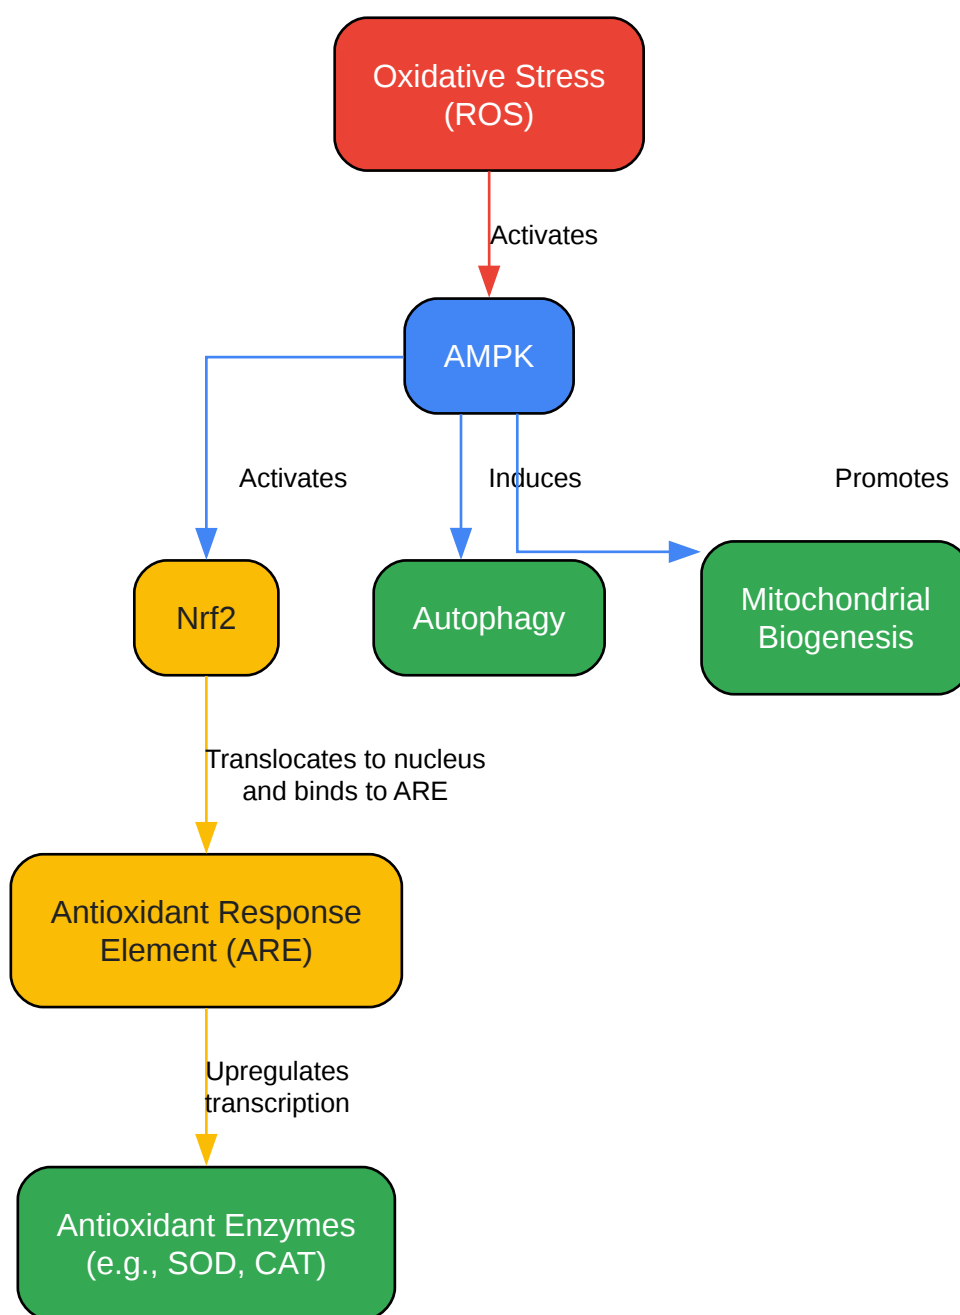 Oxidative Stress
(ROS)
Activates
AMPK
Activates
Induces
Promotes
Nrf2
Autophagy
Mitochondrial
Biogenesis
Translocates to nucleus
and binds to ARE
Antioxidant Response
Element (ARE)
Upregulates
transcription
Antioxidant Enzymes
(e.g., SOD, CAT)